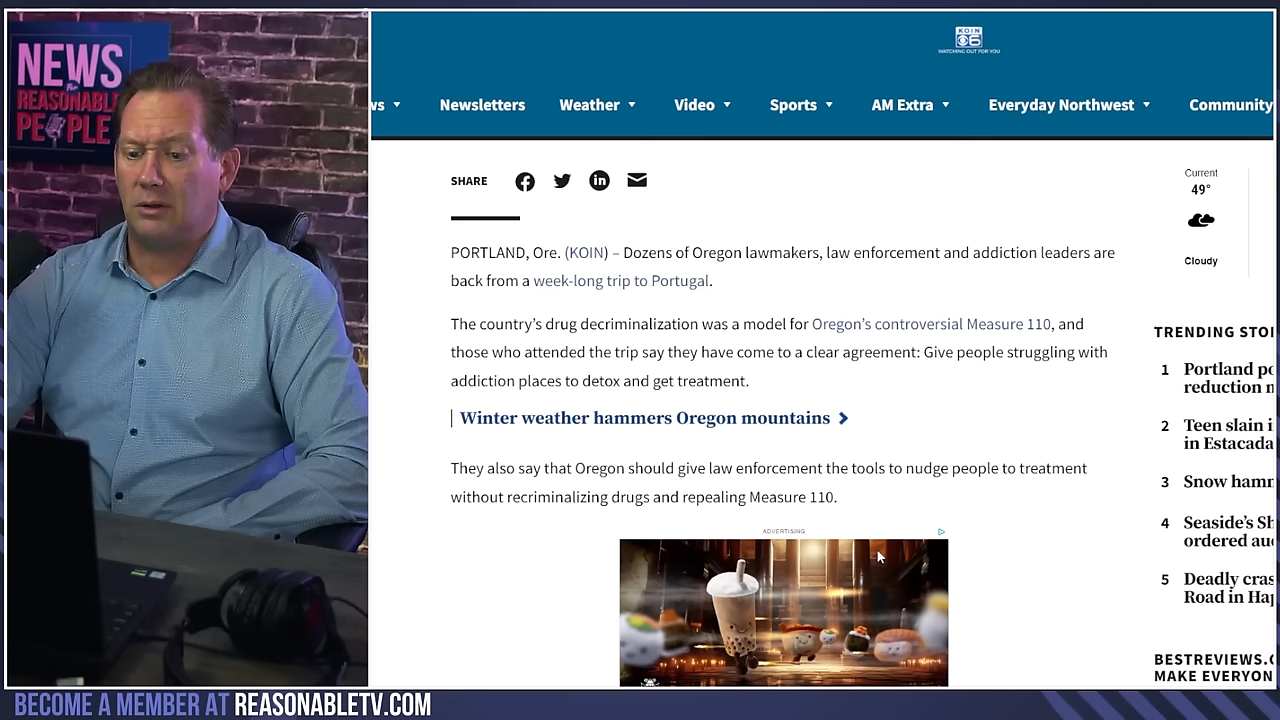 NEWS
For
REASONABLE
PEOPLE
KOIN
6
WATCHING OUT FOR YOU
ws
Newsletters
Weather
Video
Sports
AM Extra
Everyday Northwest
Community
SHARE
PORTLAND, Ore. (KOIN) – Dozens of Oregon lawmakers, law enforcement and addiction leaders are
back from a week-long trip to Portugal.
The country’s drug decriminalization was a model for Oregon’s controversial Measure 110, and
those who attended the trip say they have come to a clear agreement: Give people struggling with
addiction places to detox and get treatment.
Winter weather hammers Oregon mountains
They also say that Oregon should give law enforcement the tools to nudge people to treatment
without recriminalizing drugs and repealing Measure 110.
ADVERTISING
Current
49°
Cloudy
TRENDING STO
1 Portland po
reduction n
2 Teen slain i
in Estacada
3 Snow hamn
4 Seaside’s Sh
ordered au
5 Deadly cras
Road in Hap
BESTREVIEWS.C
MAKE EVERYON
BECOME A MEMBER AT REASONABLETV.COM